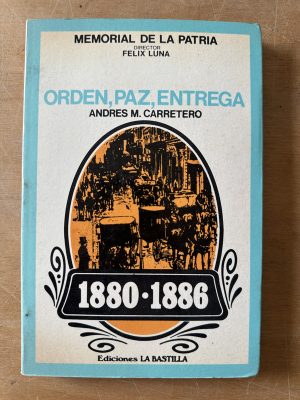 MEMORIAL DE LA PATRIA
DIRECTOR
FELIX LUNA
ORDEN, PAZ, ENTREGA
ANDRES M. CARRETERO
1880·1886
Ediciones LA BASTILLA